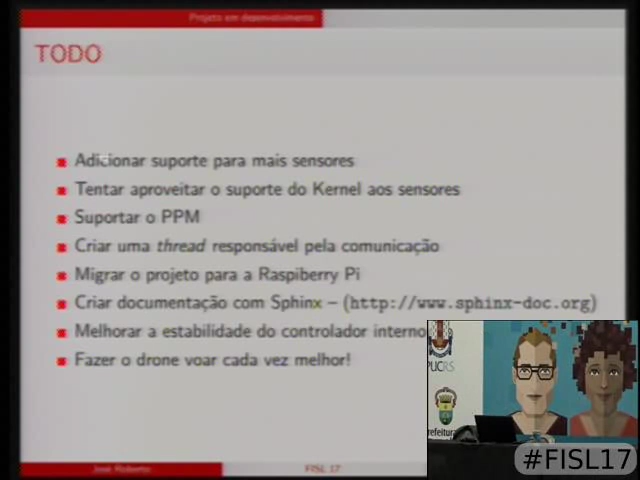 Projeto em desenvolvimento
TODO
Adicionar suporte para mais sensores
Tentar aproveitar o suporte do Kernel aos sensores
Suportar o PPM
Criar uma thread responsável pela comunicação
Migrar o projeto para a Raspiberry Pi
Criar documentação com Sphinx – (http://www.sphinx-doc.org)
Melhorar a estabilidade do controlador interno
Fazer o drone voar cada vez melhor!
PUCRS
Prefeitura
José Roberto
FISL 17
#FISL17